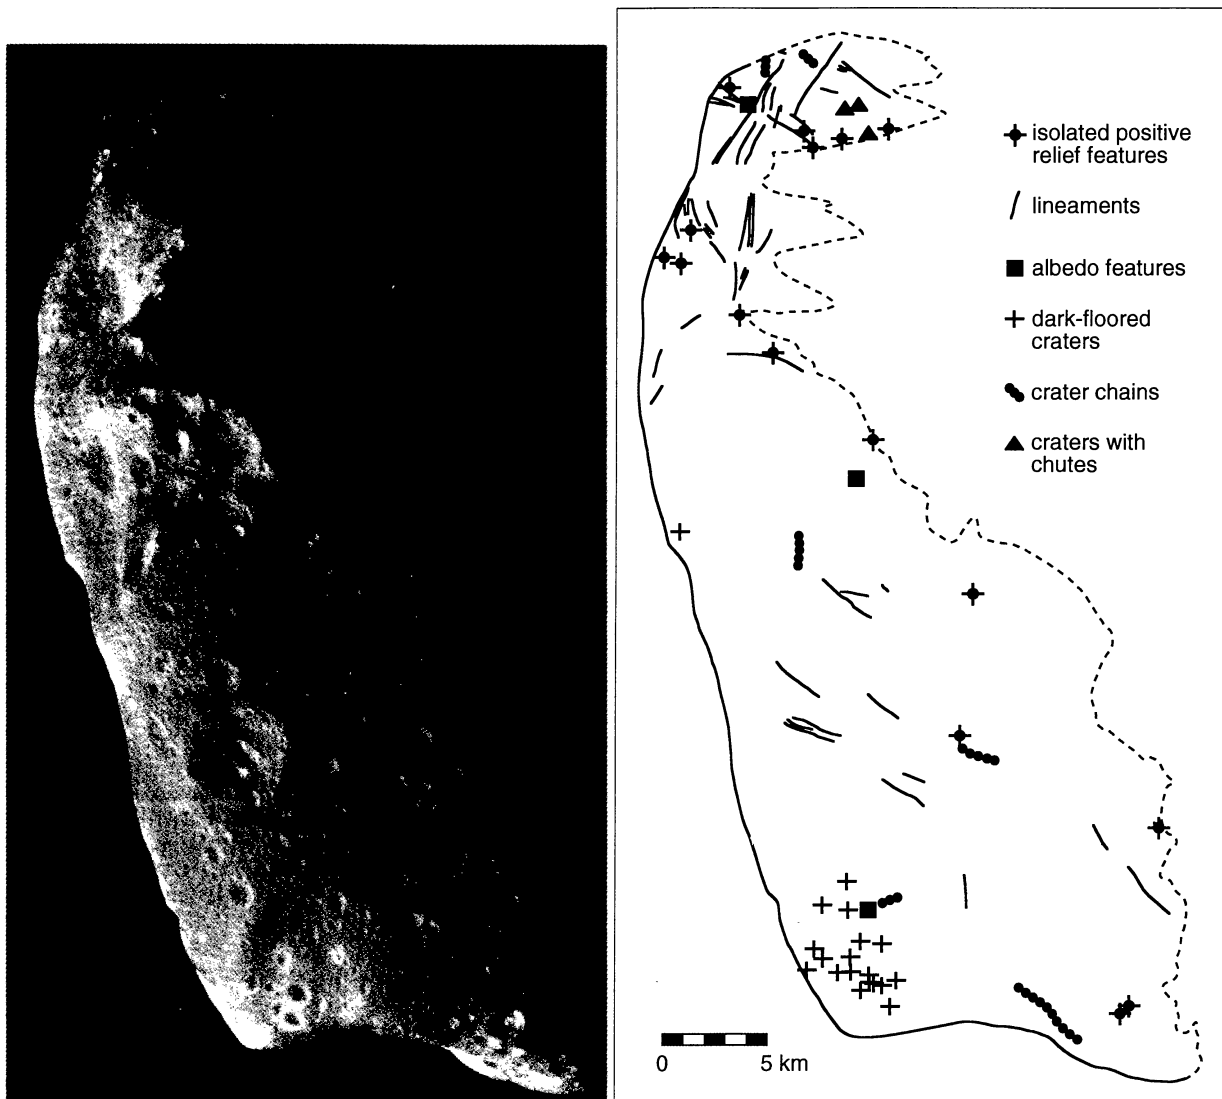 isolated positive
relief features
lineaments
albedo features
dark-floored
craters
crater chains
craters with
chutes
0 5 km